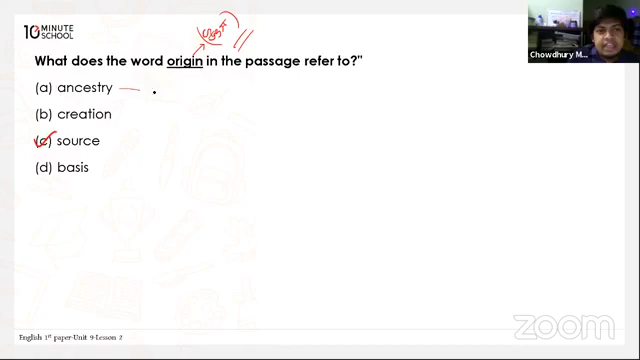 10 MINUTE
SCHOOL
What does the word origin in the passage refer to?"
(a) ancestry
(b) creation
(c) source
(d) basis
Chowdhury M...
zoom
English 1st paper-Unit 9-Lesson 2